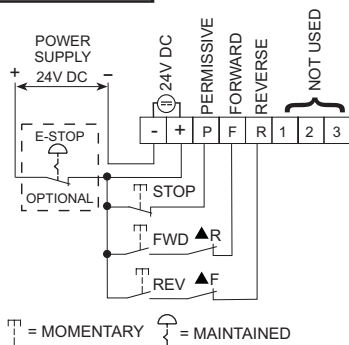 POWER
SUPPLY
24V DC
+ −
24V DC
PERMISSIVE
FORWARD
REVERSE
NOT USED
- + P F R 1 2 3
E-STOP
OPTIONAL
STOP
FWD ▲R
REV ▲F
= MOMENTARY = MAINTAINED